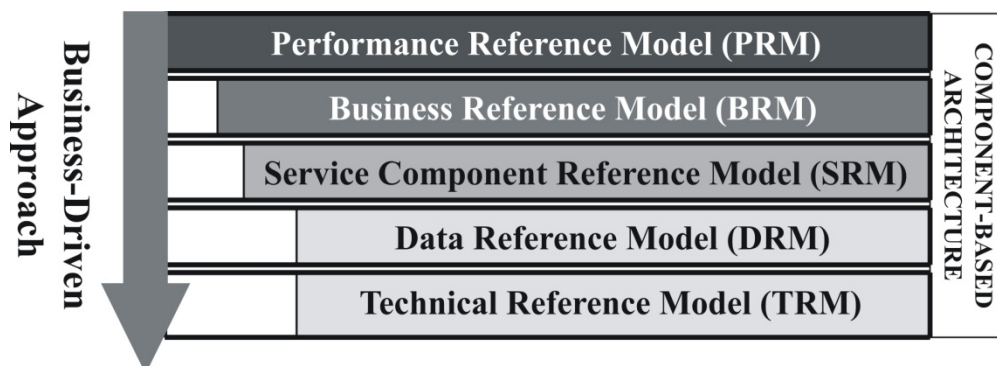 Business-Driven
Approach
Performance Reference Model (PRM)
Business Reference Model (BRM)
Service Component Reference Model (SRM)
Data Reference Model (DRM)
Technical Reference Model (TRM)
COMPONENT-BASED
ARCHITECTURE